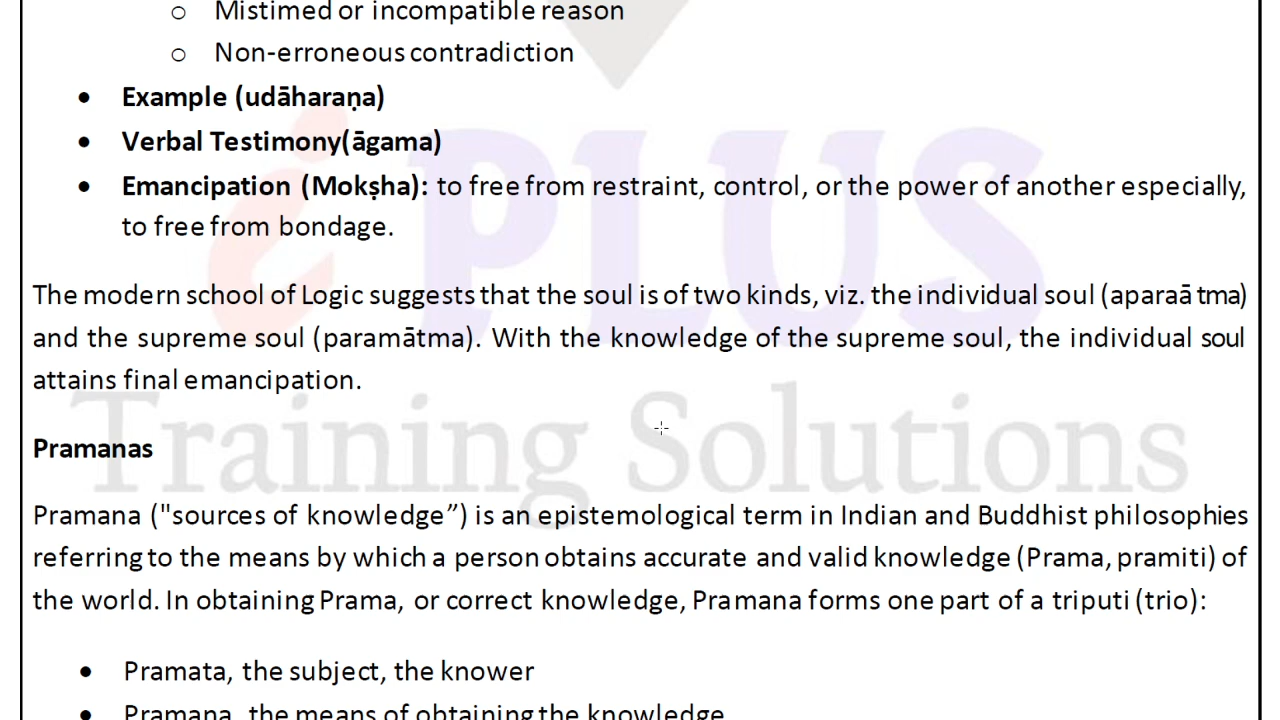 o Mistimed or incompatible reason
o Non-erroneous contradiction
• Example (udāharaṇa)
• Verbal Testimony(āgama)
• Emancipation (Mokṣha): to free from restraint, control, or the power of another especially,
to free from bondage.
The modern school of Logic suggests that the soul is of two kinds, viz. the individual soul (aparaā tma)
and the supreme soul (paramātma). With the knowledge of the supreme soul, the individual soul
attains final emancipation.
Pramanas
Pramana ("sources of knowledge”) is an epistemological term in Indian and Buddhist philosophies
referring to the means by which a person obtains accurate and valid knowledge (Prama, pramiti) of
the world. In obtaining Prama, or correct knowledge, Pramana forms one part of a triputi (trio):
• Pramata, the subject, the knower
• Pramana, the means of obtaining the knowledge
i PLUS
Training Solutions